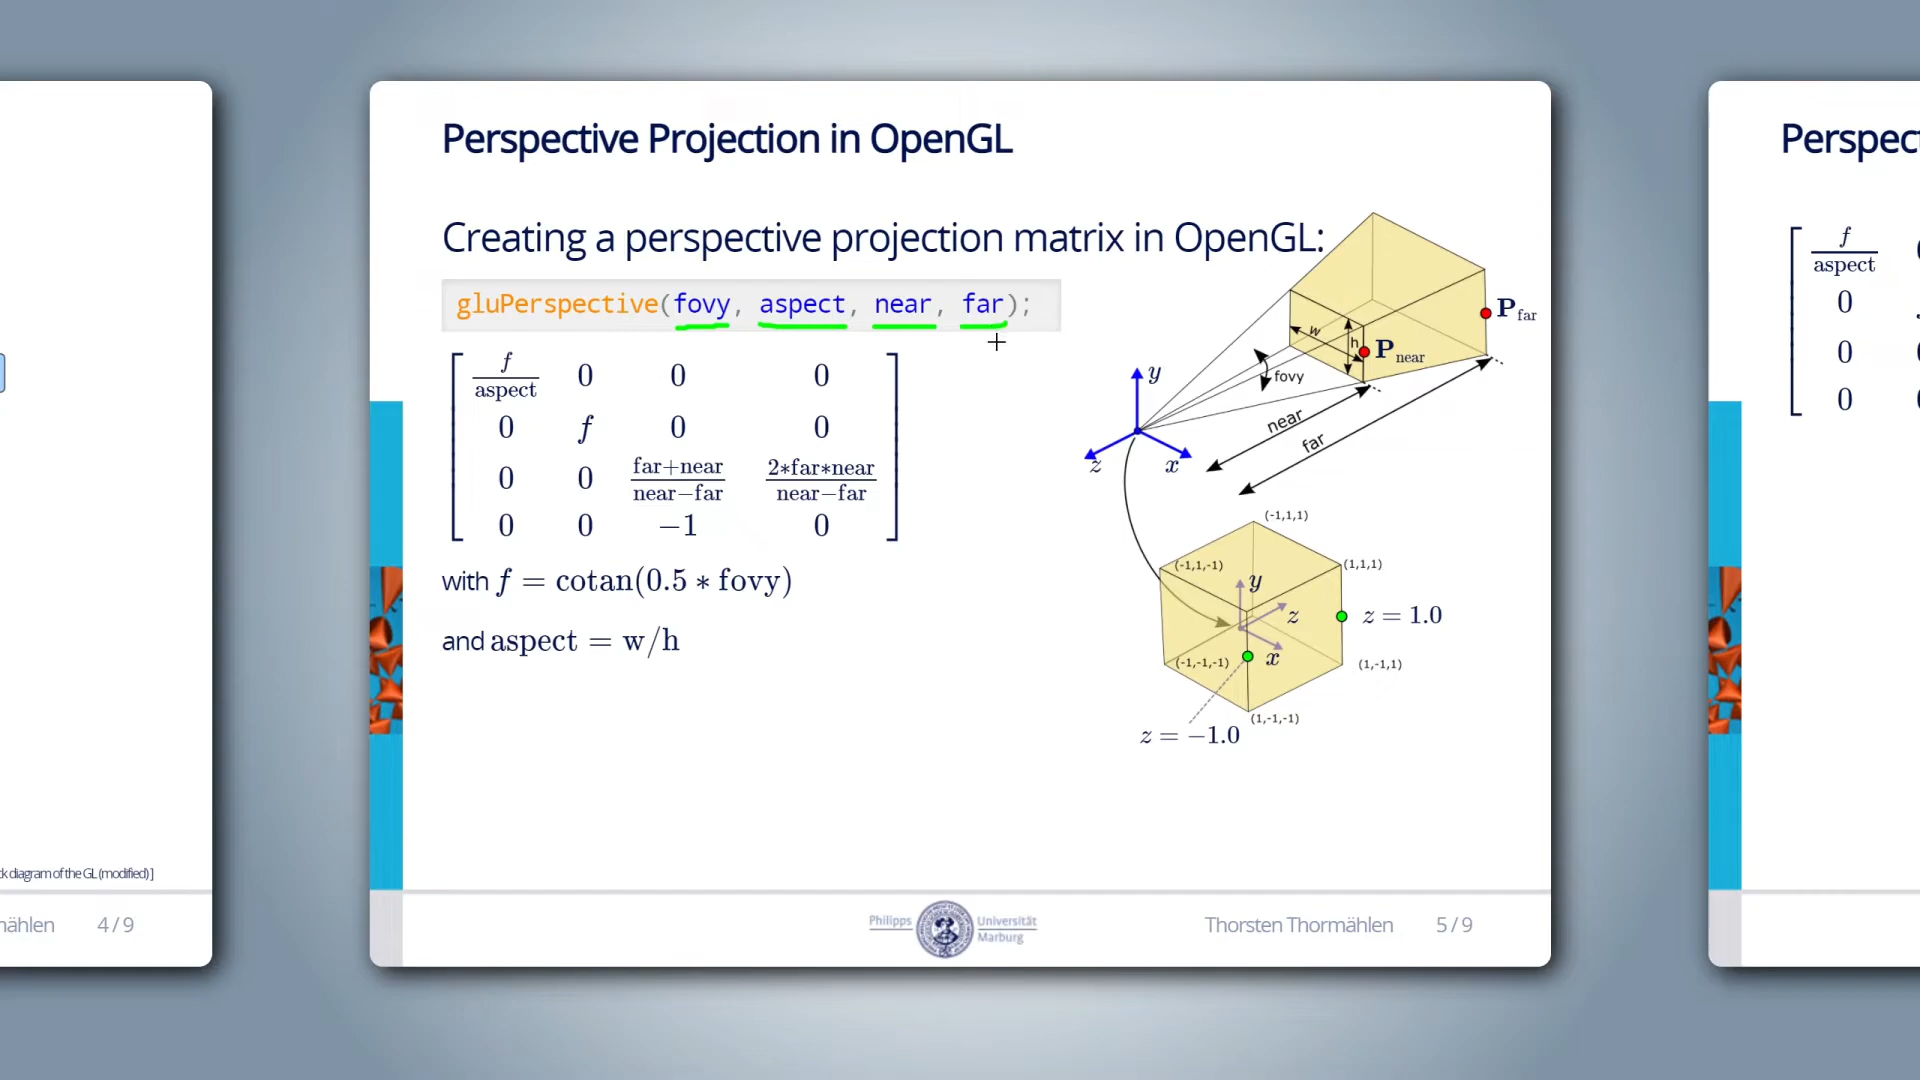 Perspective Projection in OpenGL
Creating a perspective projection matrix in OpenGL:
gluPerspective(fovy, aspect, near, far);
f/aspect 0 0 0
0 f 0 0
0 0 far+near/near−far 2*far*near/near−far
0 0 −1 0
with f = cotan(0.5 * fovy)
and aspect = w/h
P far
w
h
P near
fovy
y
near
far
z
x
(-1,1,1)
(-1,1,-1)
(1,1,1)
y
z
z = 1.0
x
(-1,-1,-1)
(1,-1,1)
(1,-1,-1)
z = −1.0
Philipps Universität
Marburg
Thorsten Thormählen 5 / 9
ck diagram of the GL (modified) ]
mählen 4 / 9
Perspect
f/aspect
0
0
0